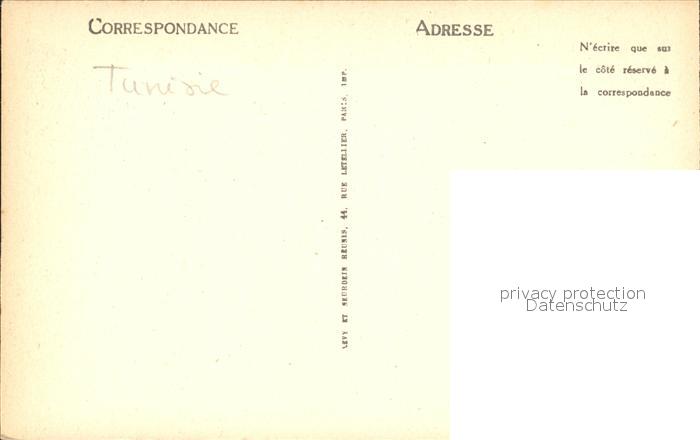 CORRESPONDANCE
Tunisie
LEVY ET NEURDEIN REUNIS, 44, RUE LETELLIER, PARIS, IMP.
ADRESSE
N'écrire que sur
le côté réservé à
la correspondance
privacy protection
Datenschutz